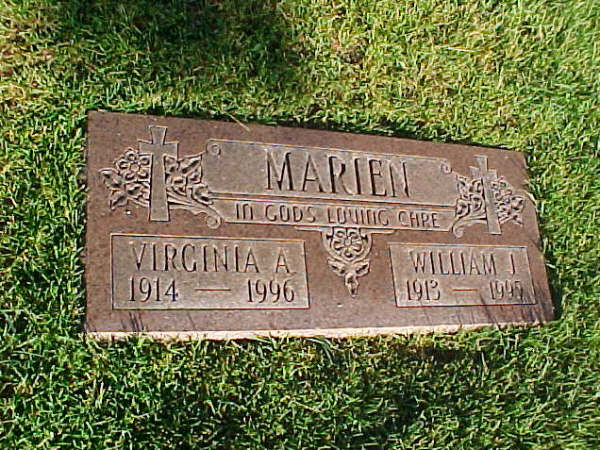 MARIEN
IN GODS LOVING CARE
VIRGINIA A.
1914 — 1996
WILLIAM J.
1913 — 1995